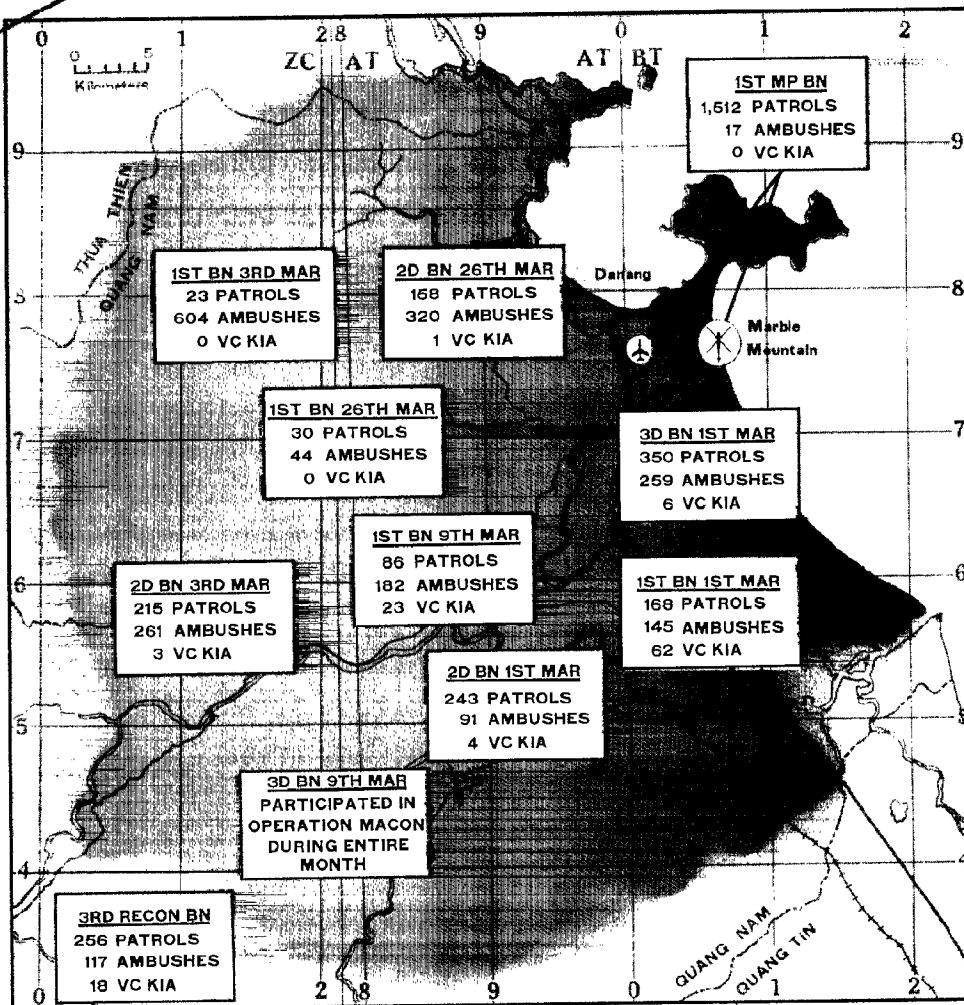 0 1 2 8 9 0 1 2
0 5
Kilometers
ZC AT AT BT
1ST MP BN
1,512 PATROLS
17 AMBUSHES
0 VC KIA
9 9
THUA THIEN
QUANG NAM
1ST BN 3RD MAR
23 PATROLS
604 AMBUSHES
0 VC KIA
2D BN 26TH MAR
158 PATROLS
320 AMBUSHES
1 VC KIA
Danang
8 8
Marble
Mountain
1ST BN 26TH MAR
30 PATROLS
44 AMBUSHES
0 VC KIA
7 7
3D BN 1ST MAR
350 PATROLS
259 AMBUSHES
6 VC KIA
1ST BN 9TH MAR
86 PATROLS
182 AMBUSHES
23 VC KIA
6 6
2D BN 3RD MAR
215 PATROLS
261 AMBUSHES
3 VC KIA
1ST BN 1ST MAR
168 PATROLS
145 AMBUSHES
62 VC KIA
2D BN 1ST MAR
243 PATROLS
91 AMBUSHES
4 VC KIA
5 5
3D BN 9TH MAR
PARTICIPATED IN
OPERATION MACON
DURING ENTIRE
MONTH
4 4
3RD RECON BN
256 PATROLS
117 AMBUSHES
18 VC KIA
QUANG NAM
QUANG TIN
0 2 8 9 0 1 2